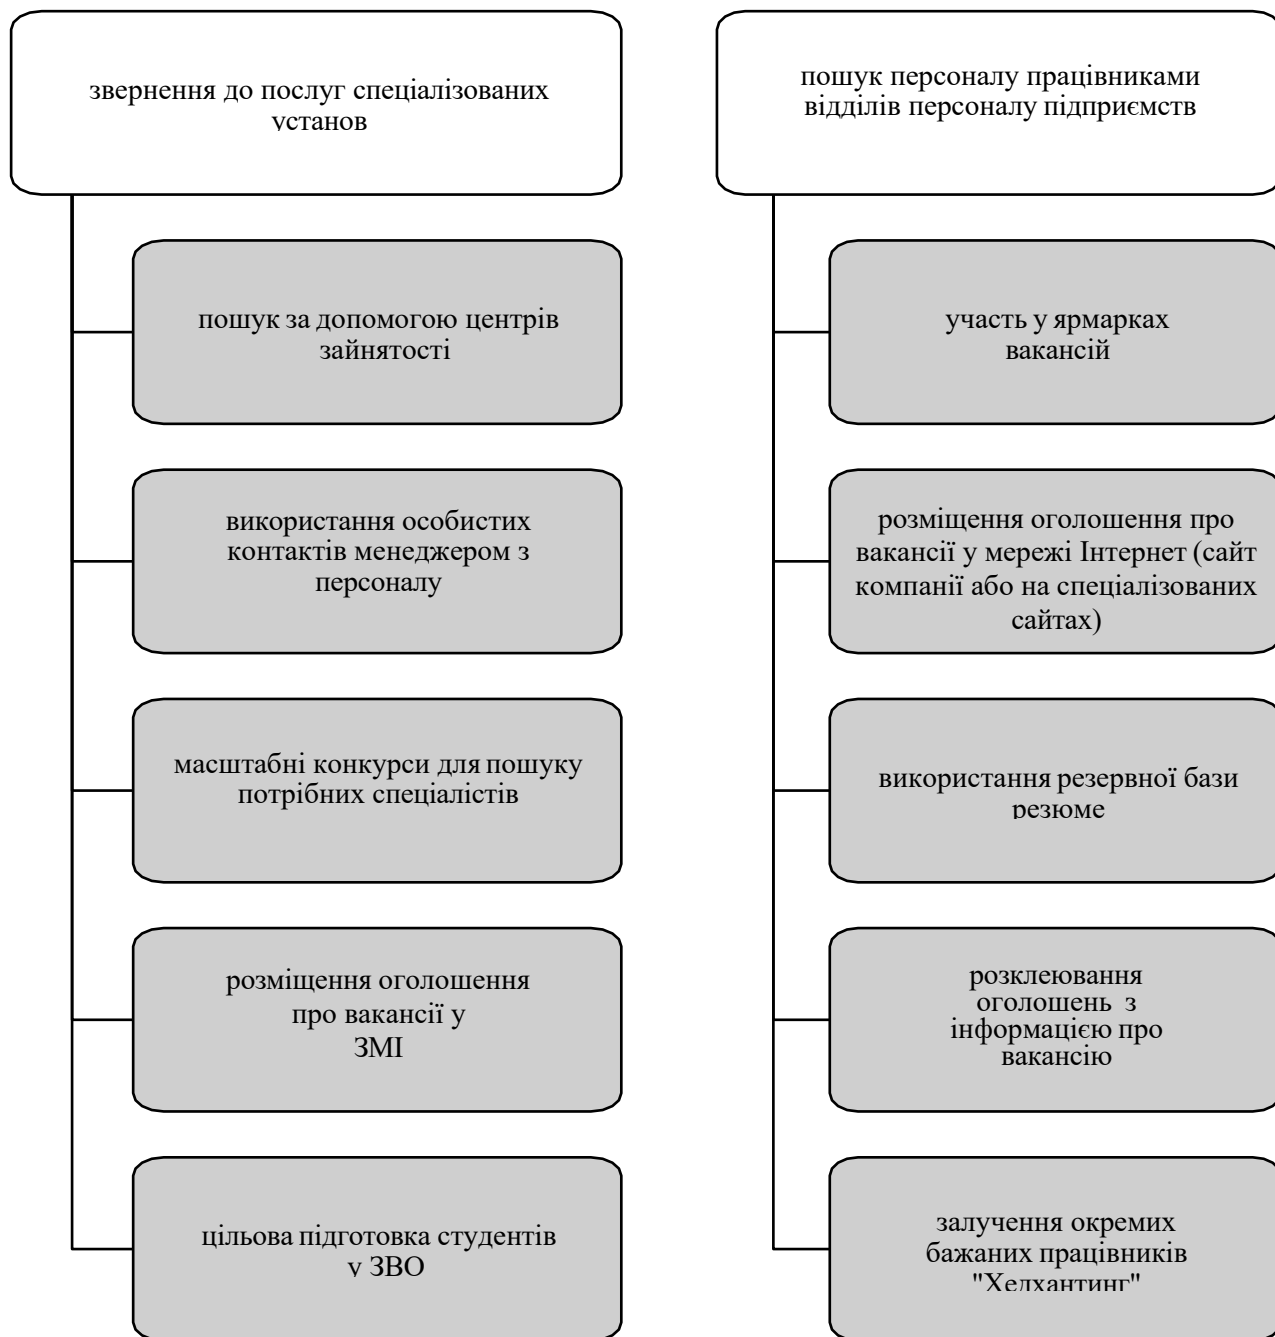 звернення до послуг спеціалізованих
установ
пошук за допомогою центрів
зайнятості
використання особистих
контактів менеджером з
персоналу
масштабні конкурси для пошуку
потрібних спеціалістів
розміщення оголошення
про вакансії у
ЗМІ
цільова підготовка студентів
у ЗВО
пошук персоналу працівниками
відділів персоналу підприємств
участь у ярмарках
вакансій
розміщення оголошення про
вакансії у мережі Інтернет (сайт
компанії або на спеціалізованих
сайтах)
використання резервної бази
резюме
розклеювання
оголошень з
інформацією про
вакансію
залучення окремих
бажаних працівників
"Хедхантинг"